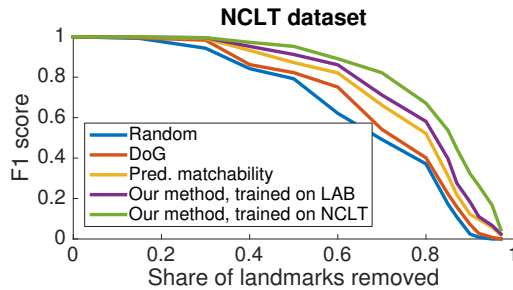 NCLT dataset
1
0.8
0.6
0.4
0.2
0
F1 score
Random
DoG
Pred. matchability
Our method, trained on LAB
Our method, trained on NCLT
0 0.2 0.4 0.6 0.8 1
Share of landmarks removed